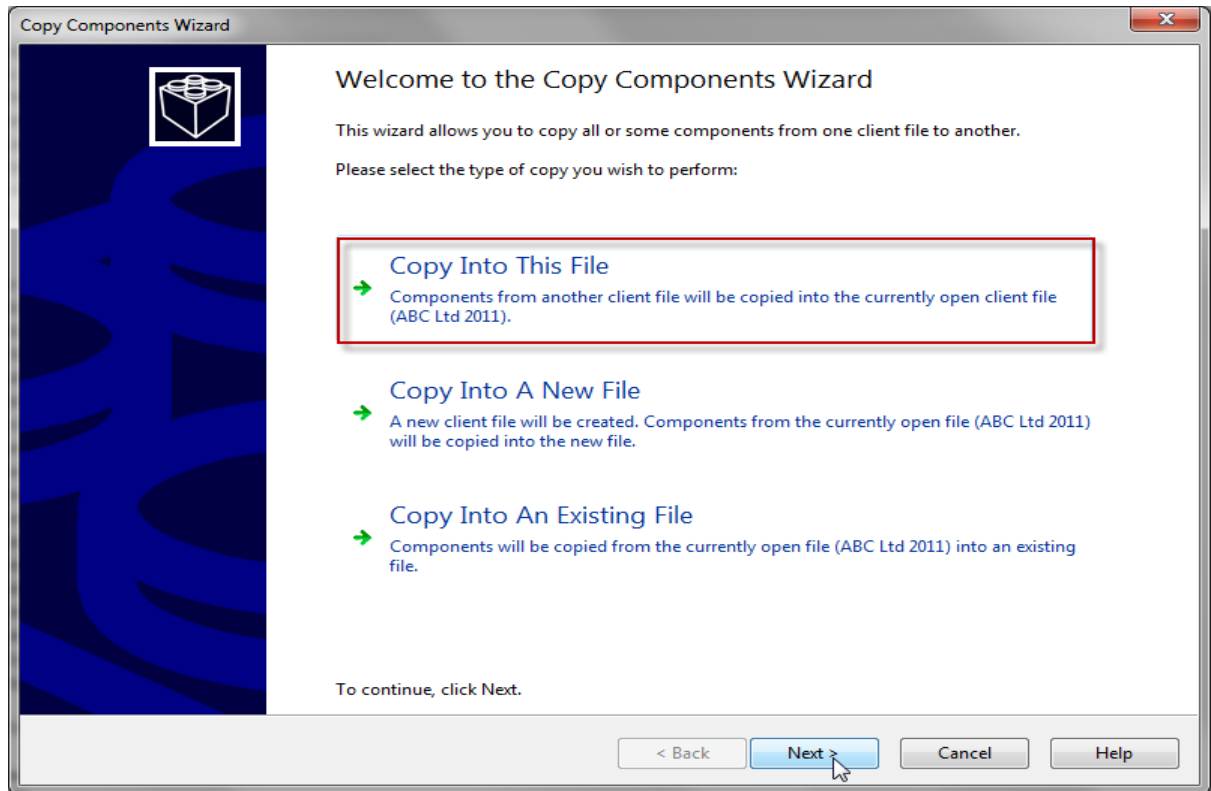 Copy Components Wizard
Welcome to the Copy Components Wizard
This wizard allows you to copy all or some components from one client file to another.
Please select the type of copy you wish to perform:
Copy Into This File
Components from another client file will be copied into the currently open client file
(ABC Ltd 2011).
Copy Into A New File
A new client file will be created. Components from the currently open file (ABC Ltd 2011)
will be copied into the new file.
Copy Into An Existing File
Components will be copied from the currently open file (ABC Ltd 2011) into an existing
file.
To continue, click Next.
< Back
Next >
Cancel
Help